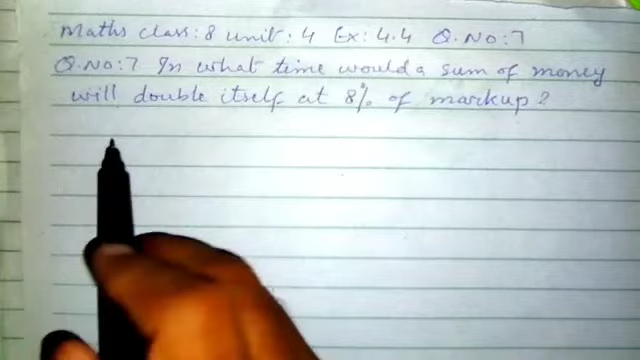 Maths class: 8 unit: 4 Ex: 4.4 Q.No: 7
Q.No: 7 In what time would a sum of money
will double itself at 8% of markup?